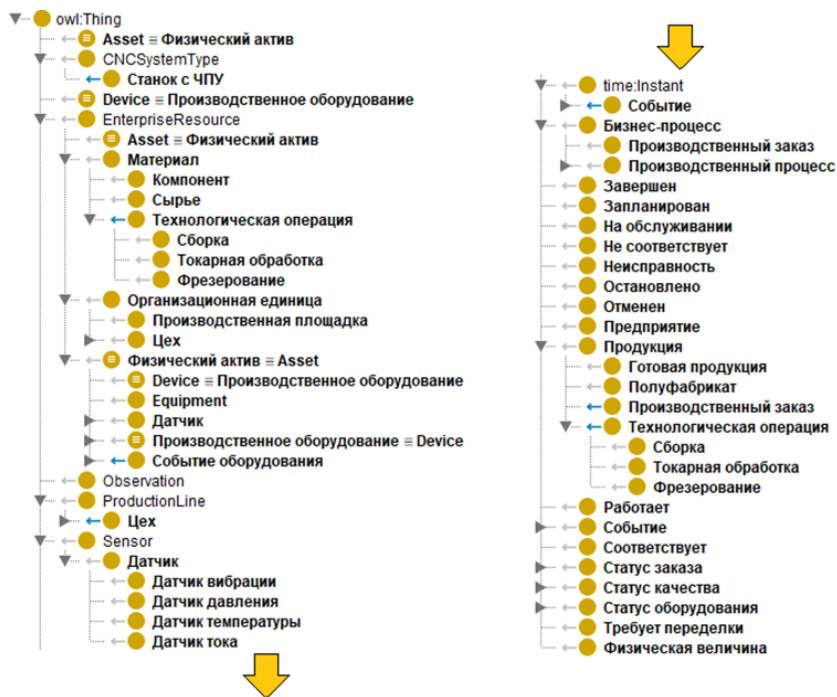 owl:Thing
Asset ≡ Физический актив
CNCSystemType
Станок с ЧПУ
Device ≡ Производственное оборудование
EnterpriseResource
Asset ≡ Физический актив
Материал
Компонент
Сырье
Технологическая операция
Сборка
Токарная обработка
Фрезерование
Организационная единица
Производственная площадка
Цех
Физический актив ≡ Asset
Device ≡ Производственное оборудование
Equipment
Датчик
Производственное оборудование ≡ Device
Событие оборудования
Observation
ProductionLine
Цех
Sensor
Датчик
Датчик вибрации
Датчик давления
Датчик температуры
Датчик тока
time:Instant
Событие
Бизнес-процесс
Производственный заказ
Производственный процесс
Завершен
Запланирован
На обслуживании
Не соответствует
Неисправность
Остановлено
Отменен
Предприятие
Продукция
Готовая продукция
Полуфабрикат
Производственный заказ
Технологическая операция
Сборка
Токарная обработка
Фрезерование
Работает
Событие
Соответствует
Статус заказа
Статус качества
Статус оборудования
Требует переделки
Физическая величина